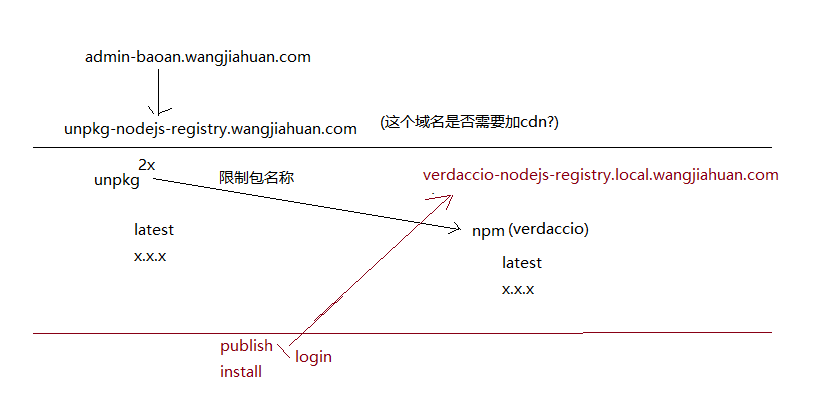 admin-baoan.wangjiahuan.com
unpkg-nodejs-registry.wangjiahuan.com
(这个域名是否需要加cdn?)
2x
unpkg
限制包名称
verdaccio-nodejs-registry.local.wangjiahuan.com
latest
x.x.x
npm (verdaccio)
latest
x.x.x
publish
login
install